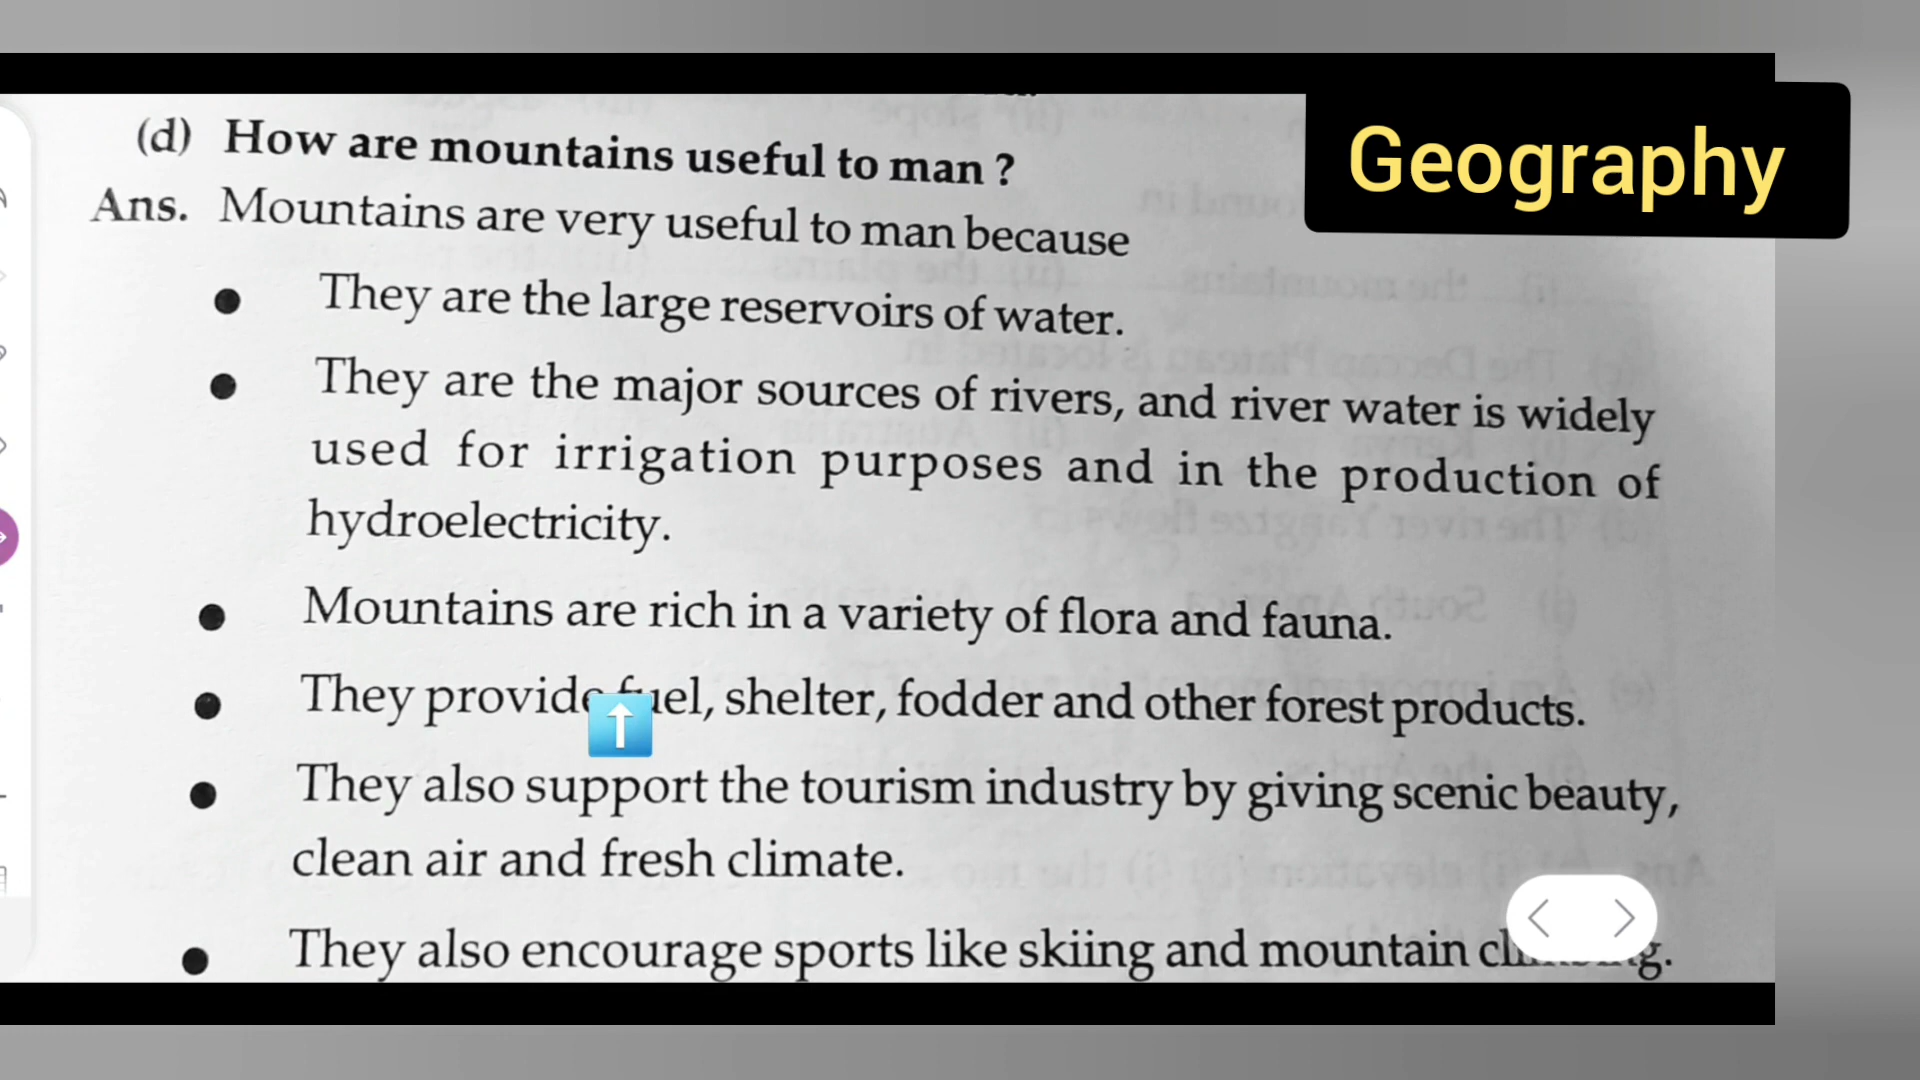 Geography
(d) How are mountains useful to man ?
Ans. Mountains are very useful to man because
● They are the large reservoirs of water.
● They are the major sources of rivers, and river water is widely
used for irrigation purposes and in the production of
hydroelectricity.
● Mountains are rich in a variety of flora and fauna.
● They provide fuel, shelter, fodder and other forest products.
● They also support the tourism industry by giving scenic beauty,
clean air and fresh climate.
● They also encourage sports like skiing and mountain